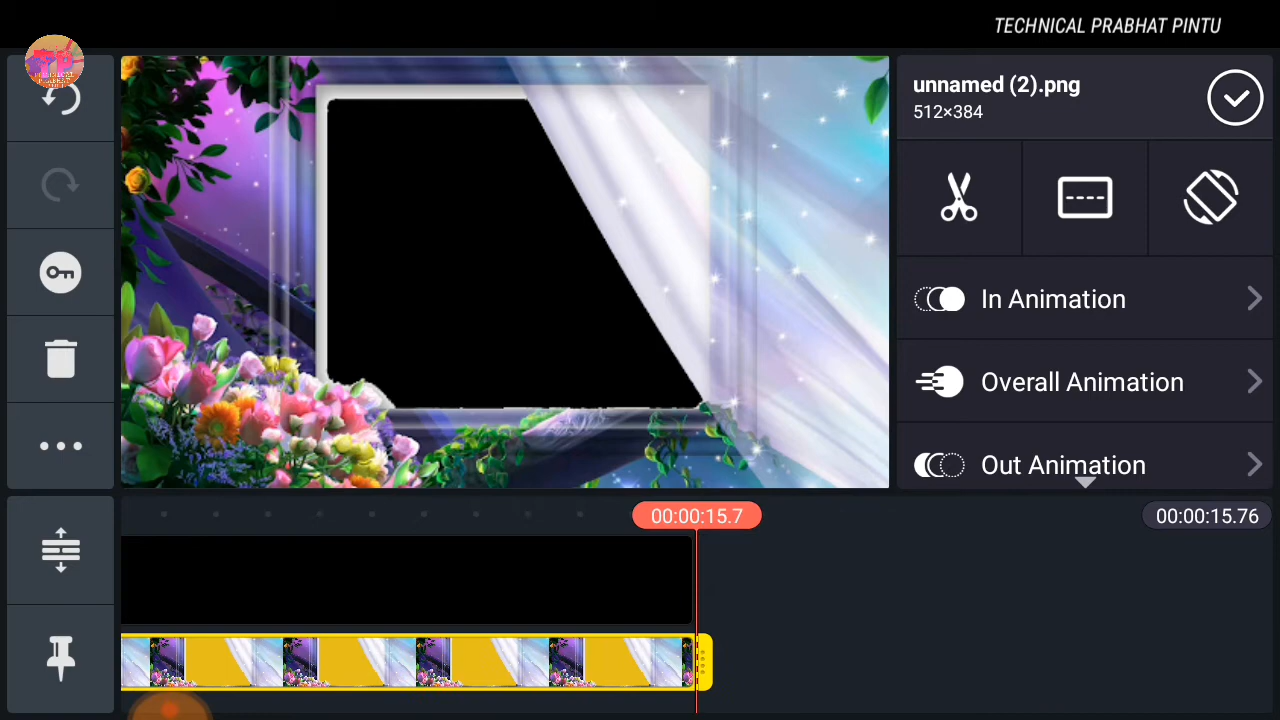 TECHNICAL PRABHAT PINTU
unnamed (2).png
512×384
In Animation
Overall Animation
Out Animation
00:00:15.7
00:00:15.76